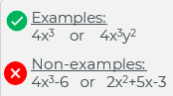 Examples:
4x³ or 4x³y²
Non-examples:
4x³-6 or 2x²+5x-3